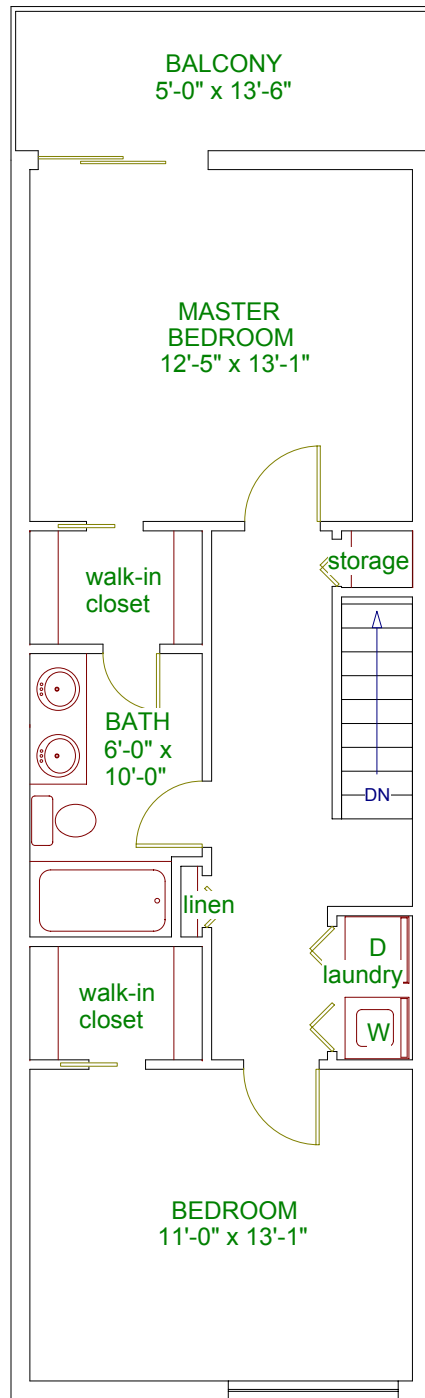 BALCONY
5'-0" x 13'-6"
MASTER
BEDROOM
12'-5" x 13'-1"
storage
walk-in
closet
BATH
6'-0" x
10'-0"
DN
linen
D
laundry
walk-in
closet
W
BEDROOM
11'-0" x 13'-1"